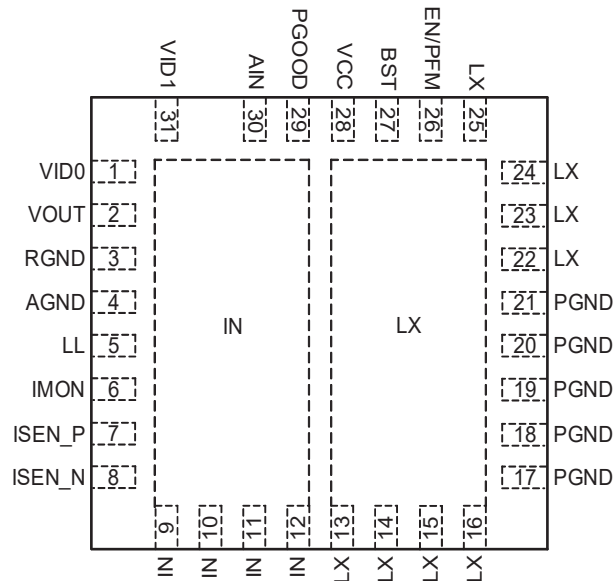 VID1
AIN
PGOOD
VCC
BST
EN/PFM
LX
31
30
29
28
27
26
25
VID0 1
VOUT 2
RGND 3
AGND 4
LL 5
IMON 6
ISEN_P 7
ISEN_N 8
IN
LX
24 LX
23 LX
22 LX
21 PGND
20 PGND
19 PGND
18 PGND
17 PGND
9
10
11
12
13
14
15
16
IN
IN
IN
IN
LX
LX
LX
LX